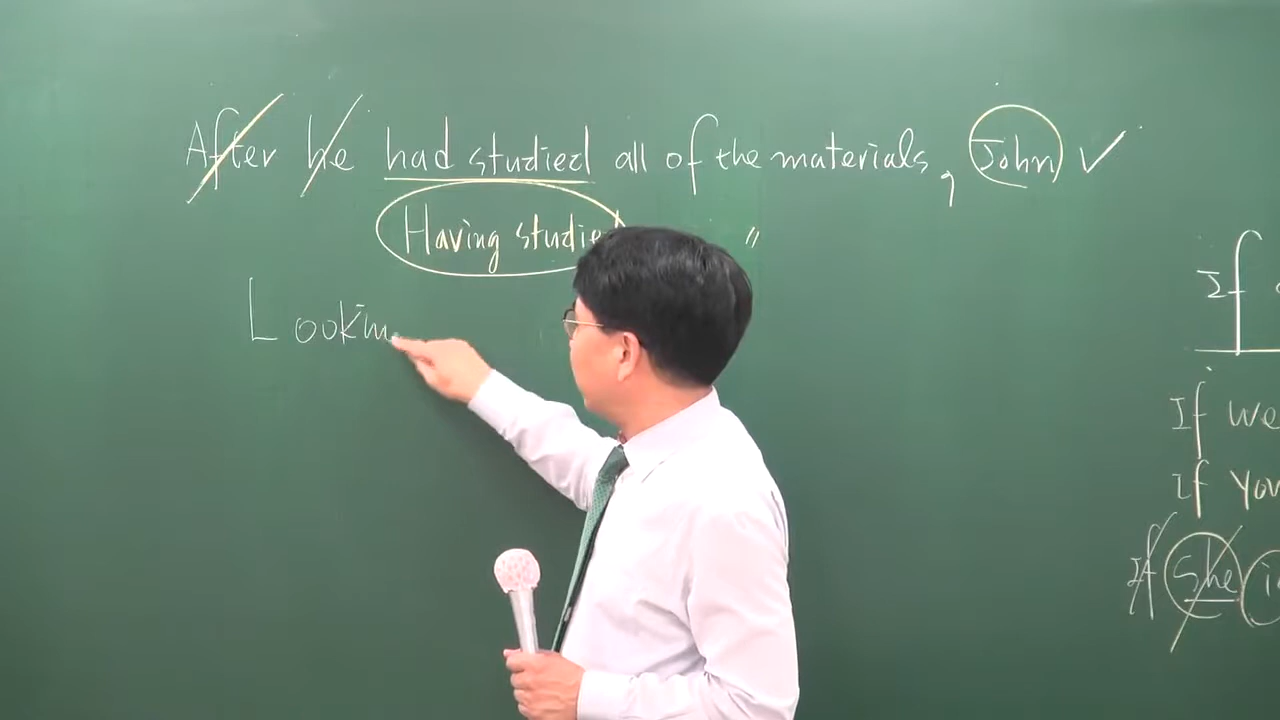 After he had studied all of the materials, John ✓
Having studie 〃
Lookin
If
If we
If you
If she i